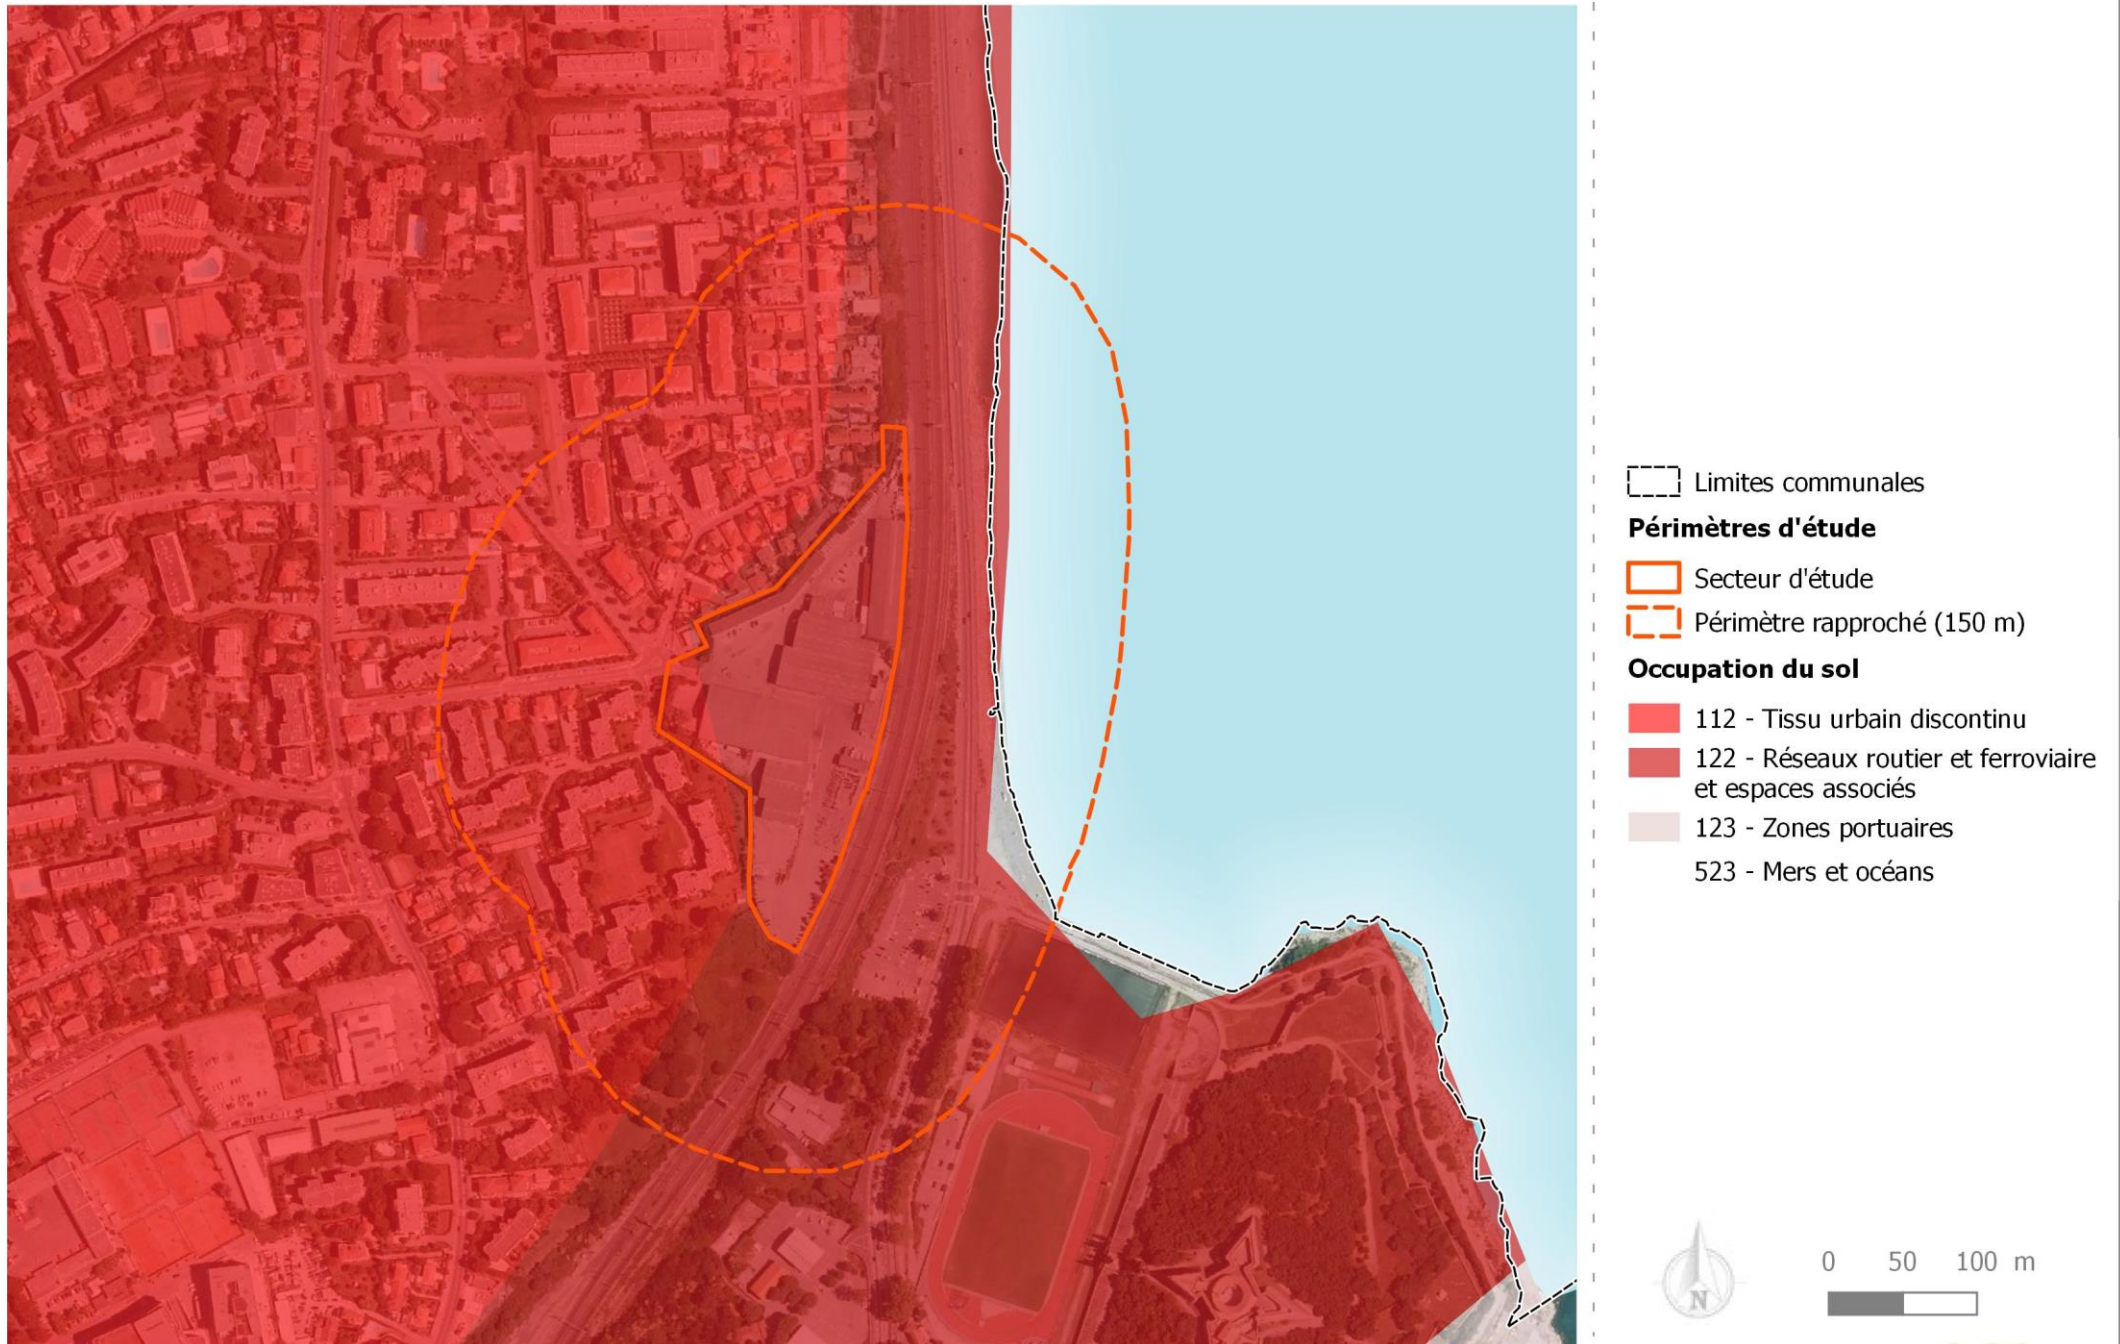 Limites communales
Périmètres d'étude
Secteur d'étude
Périmètre rapproché (150 m)
Occupation du sol
112 - Tissu urbain discontinu
122 - Réseaux routier et ferroviaire
et espaces associés
123 - Zones portuaires
523 - Mers et océans
N
0 50 100 m